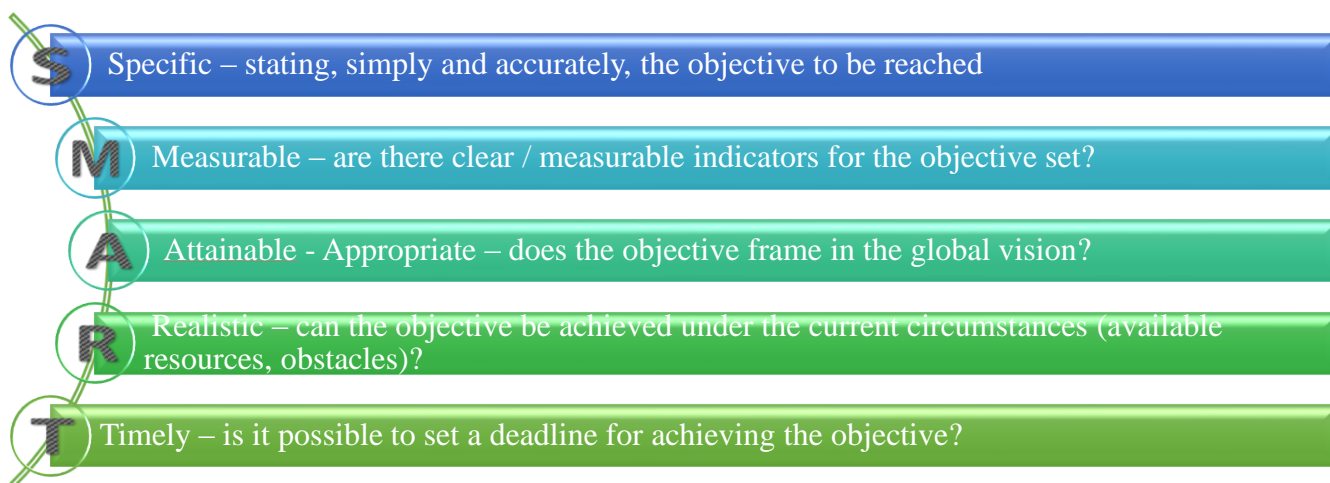 S Specific – stating, simply and accurately, the objective to be reached
M Measurable – are there clear / measurable indicators for the objective set?
A Attainable - Appropriate – does the objective frame in the global vision?
R Realistic – can the objective be achieved under the current circumstances (available
resources, obstacles)?
T Timely – is it possible to set a deadline for achieving the objective?